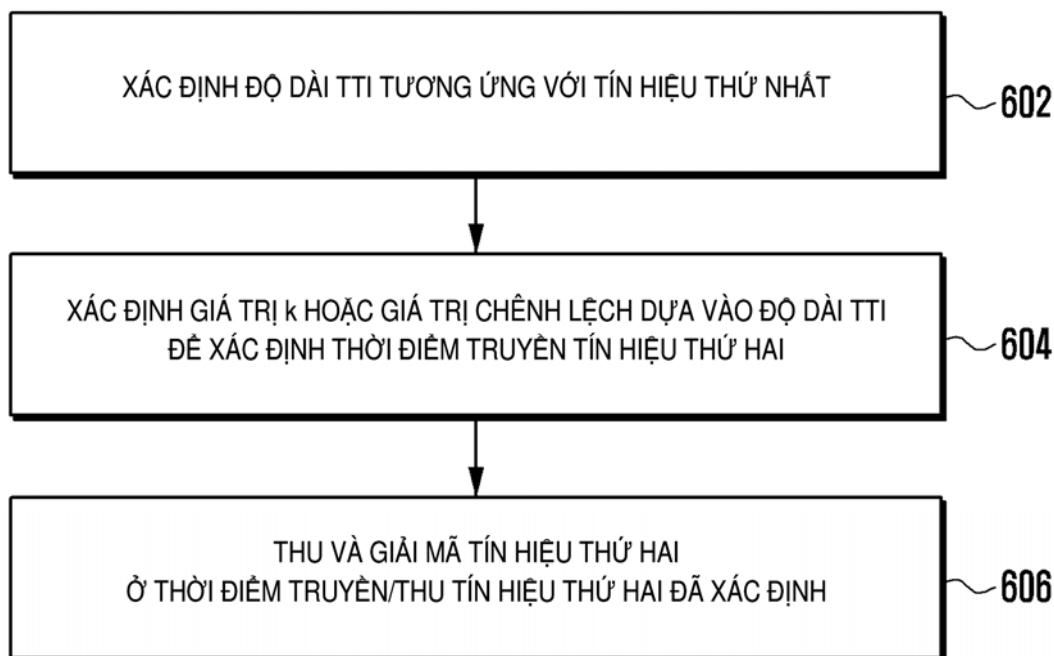 XÁC ĐỊNH ĐỘ DÀI TTI TƯƠNG ỨNG VỚI TÍN HIỆU THỨ NHẤT
602
XÁC ĐỊNH GIÁ TRỊ k HOẶC GIÁ TRỊ CHÊNH LỆCH DỰA VÀO ĐỘ DÀI TTI
ĐỂ XÁC ĐỊNH THỜI ĐIỂM TRUYỀN TÍN HIỆU THỨ HAI
604
THU VÀ GIẢI MÃ TÍN HIỆU THỨ HAI
Ở THỜI ĐIỂM TRUYỀN/THU TÍN HIỆU THỨ HAI ĐÃ XÁC ĐỊNH
606